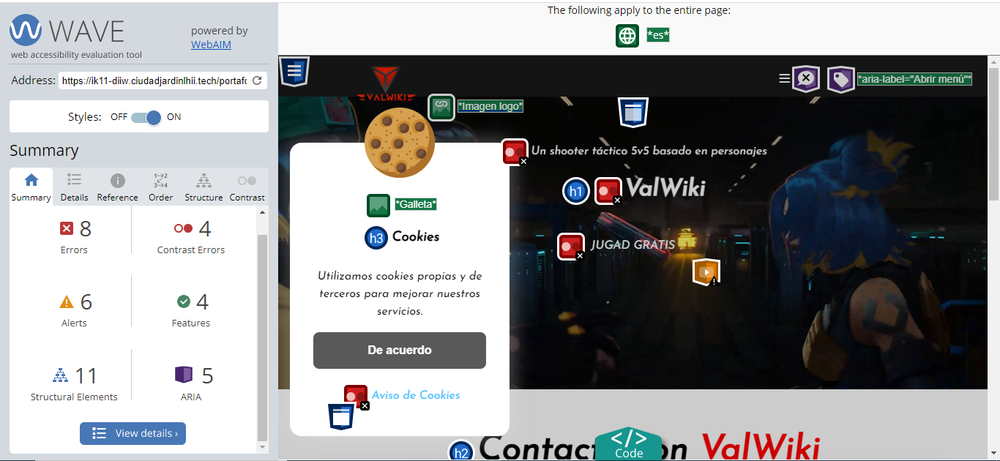 WAVE
web accessibility evaluation tool
powered by
WebAIM
Address: https://ik11-diiw.ciudadjardinlhii.tech/portafo
Styles: OFF ON
Summary
Summary Details Reference Order Structure Contrast
8 4
Errors Contrast Errors
6 4
Alerts Features
11 5
Structural Elements ARIA
View details ›
The following apply to the entire page:
*es*
VALWIKI
*aria-label="Abrir menú"*
*Imagen logo*
Un shooter táctico 5v5 basado en personajes
h1 ValWiki
JUGAD GRATIS
*Galleta*
h3 Cookies
Utilizamos cookies propias y de
terceros para mejorar nuestros
servicios.
De acuerdo
Aviso de Cookies
h2 ValWiki
</>
Code